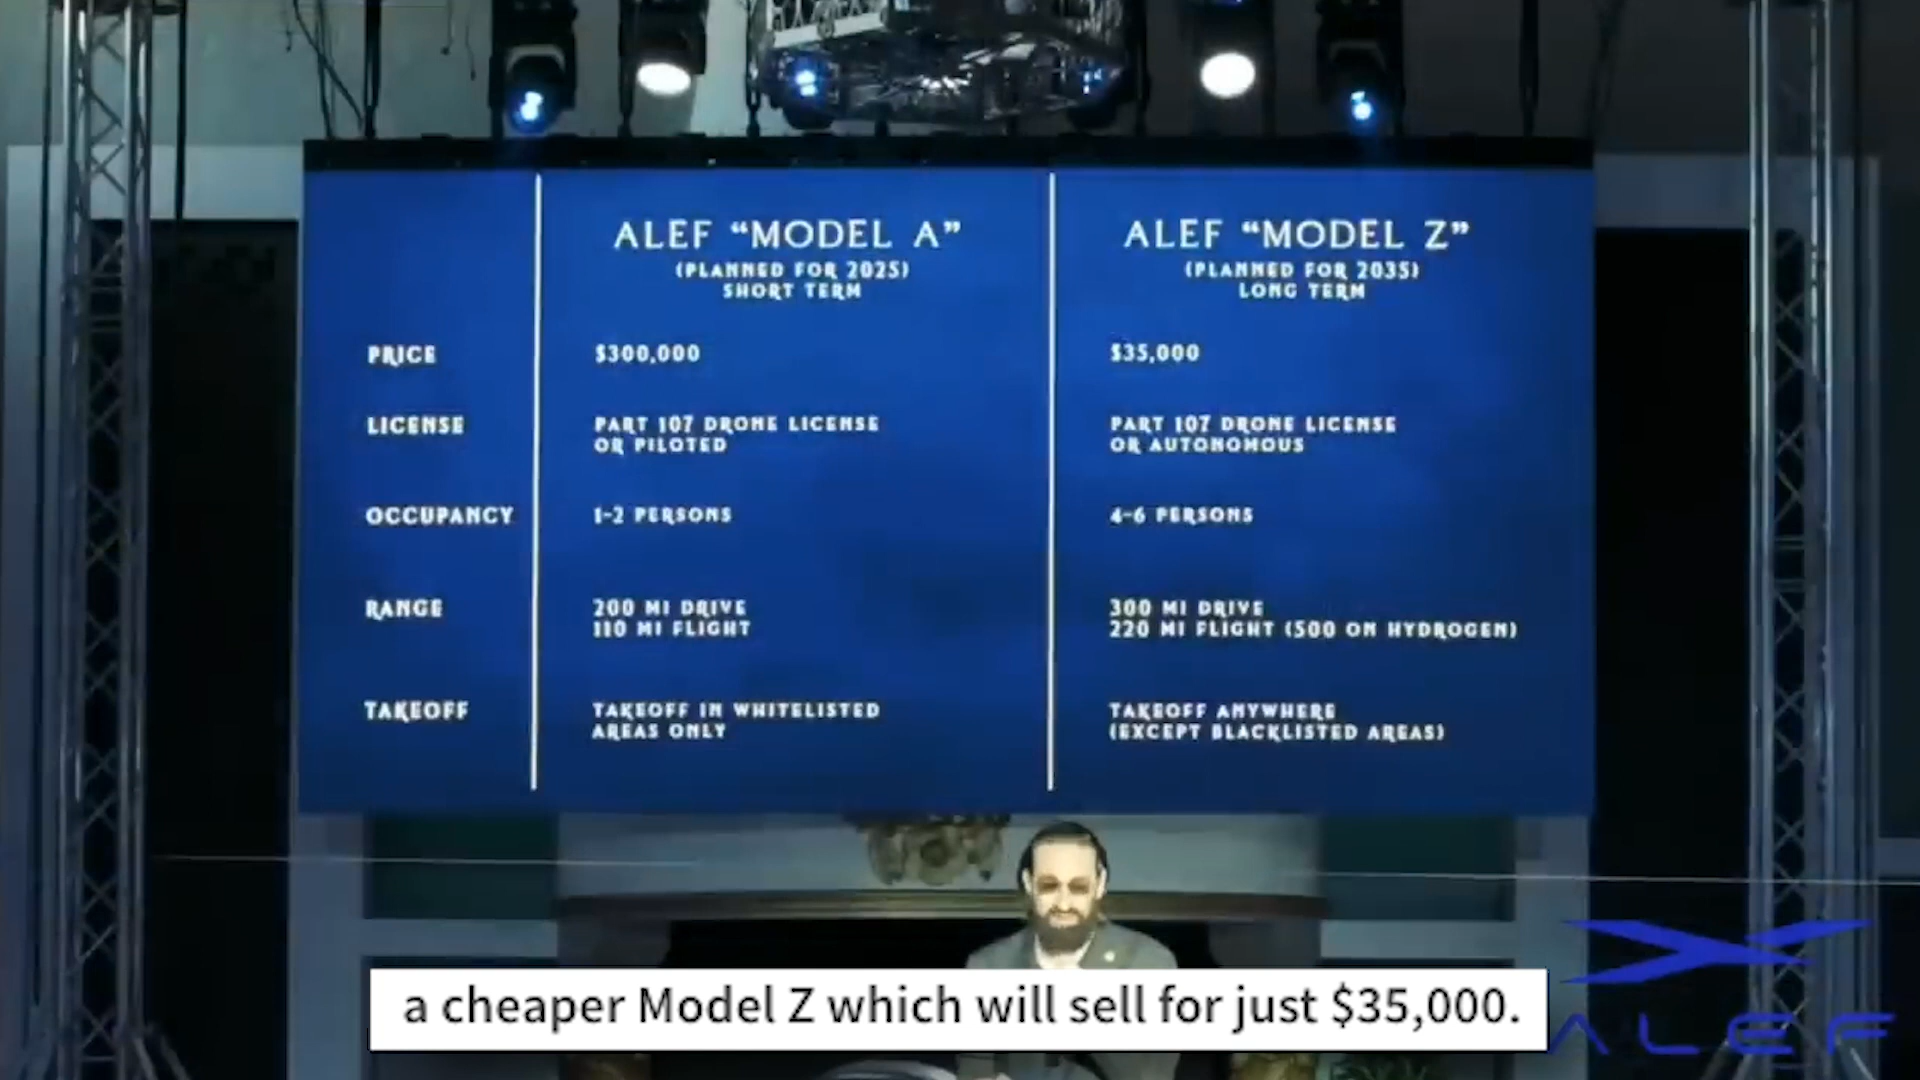 ALEF “MODEL A”
(PLANNED FOR 2025)
SHORT TERM
ALEF “MODEL Z”
(PLANNED FOR 2035)
LONG TERM
PRICE
$300,000
$35,000
LICENSE
PART 107 DRONE LICENSE
OR PILOTED
PART 107 DRONE LICENSE
OR AUTONOMOUS
OCCUPANCY
1-2 PERSONS
4-6 PERSONS
RANGE
200 MI DRIVE
110 MI FLIGHT
300 MI DRIVE
220 MI FLIGHT (500 ON HYDROGEN)
TAKEOFF
TAKEOFF IN WHITELISTED
AREAS ONLY
TAKEOFF ANYWHERE
(EXCEPT BLACKLISTED AREAS)
a cheaper Model Z which will sell for just $35,000.
ALEF